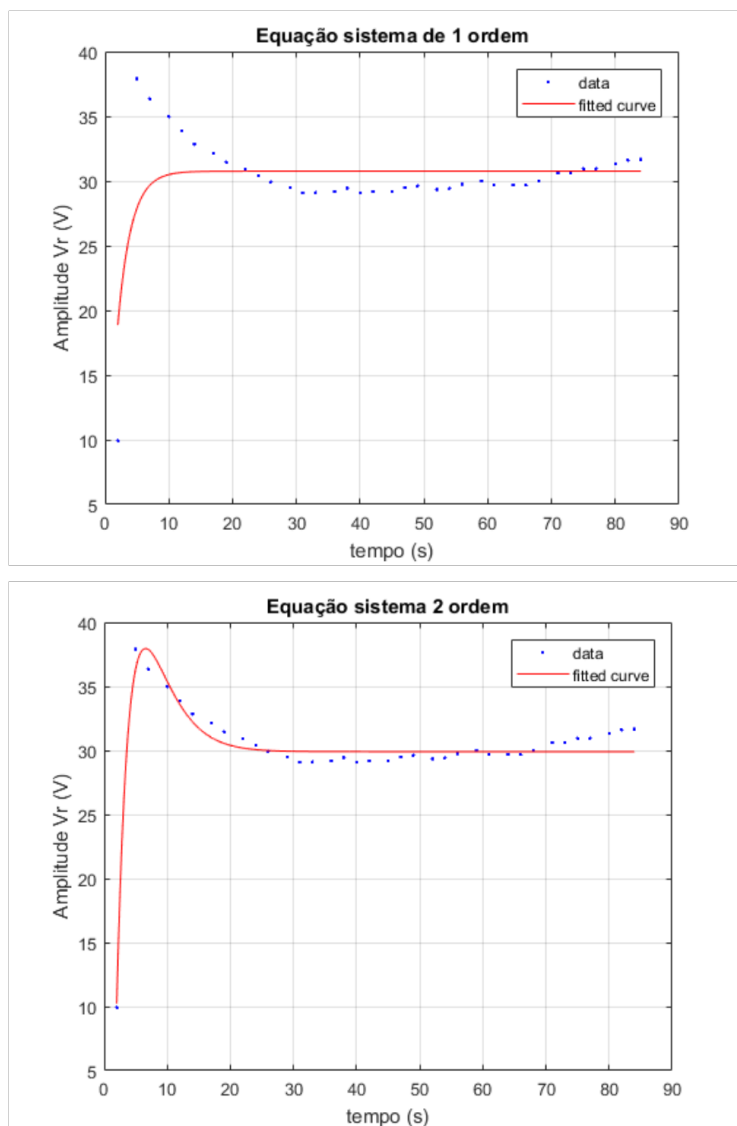 Equação sistema de 1 ordem
data
fitted curve
Amplitude Vr (V)
40
35
30
25
20
15
10
5
0 10 20 30 40 50 60 70 80 90
tempo (s)
Equação sistema 2 ordem
data
fitted curve
Amplitude Vr (V)
40
35
30
25
20
15
10
5
0 10 20 30 40 50 60 70 80 90
tempo (s)